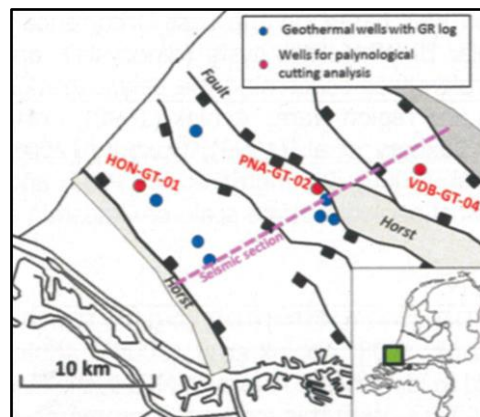 Geothermal wells with GR log
Wells for palynological
cutting analysis
Fault
HON-GT-01
PNA-GT-02
VDB-GT-04
Horst
Seismic section
Horst
10 km